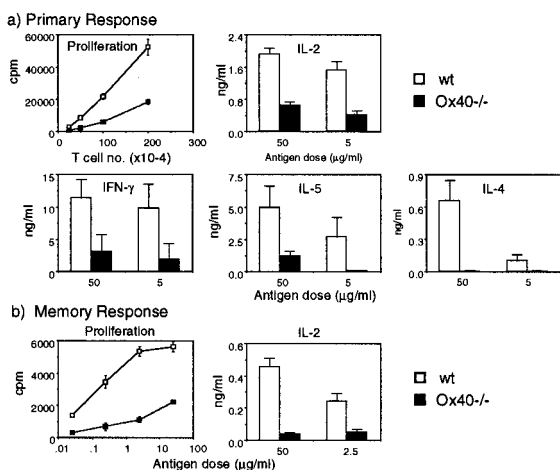 a) Primary Response
Proliferation
cpm
60000
40000
20000
0
0 100 200 300
T cell no. (x10-4)
IL-2
ng/ml
2.4
1.6
0.8
0.0
50 5
Antigen dose (µg/ml)
wt
Ox40-/-
IFN-γ
ng/ml
15
10
5
0
50 5
IL-5
ng/ml
7.5
5.0
2.5
0.0
50 5
Antigen dose (µg/ml)
IL-4
ng/ml
0.9
0.6
0.3
0.0
50 5
b) Memory Response
Proliferation
cpm
6000
4000
2000
0
.01 .1 1 10 100
Antigen dose (µg/ml)
IL-2
ng/ml
0.6
0.4
0.2
0.0
50 2.5
wt
Ox40-/-